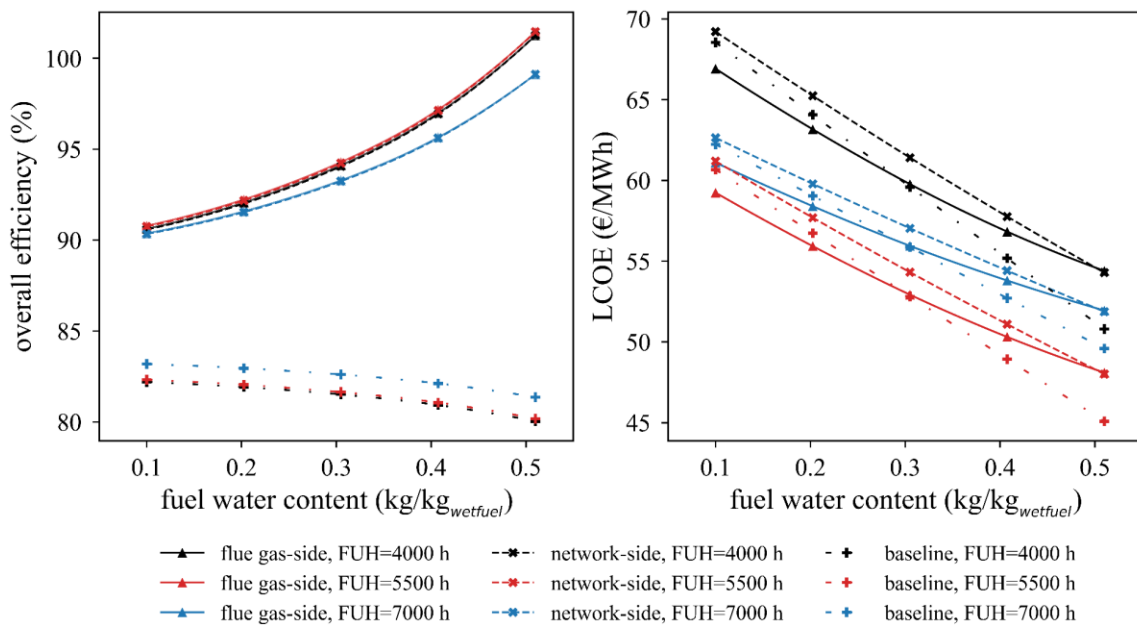 overall efficiency (%)
100
95
90
85
80
0.1 0.2 0.3 0.4 0.5
fuel water content (kg/kg_wetfuel)
LCOE (€/MWh)
70
65
60
55
50
45
0.1 0.2 0.3 0.4 0.5
fuel water content (kg/kg_wetfuel)
flue gas-side, FUH=4000 h network-side, FUH=4000 h baseline, FUH=4000 h
flue gas-side, FUH=5500 h network-side, FUH=5500 h baseline, FUH=5500 h
flue gas-side, FUH=7000 h network-side, FUH=7000 h baseline, FUH=7000 h